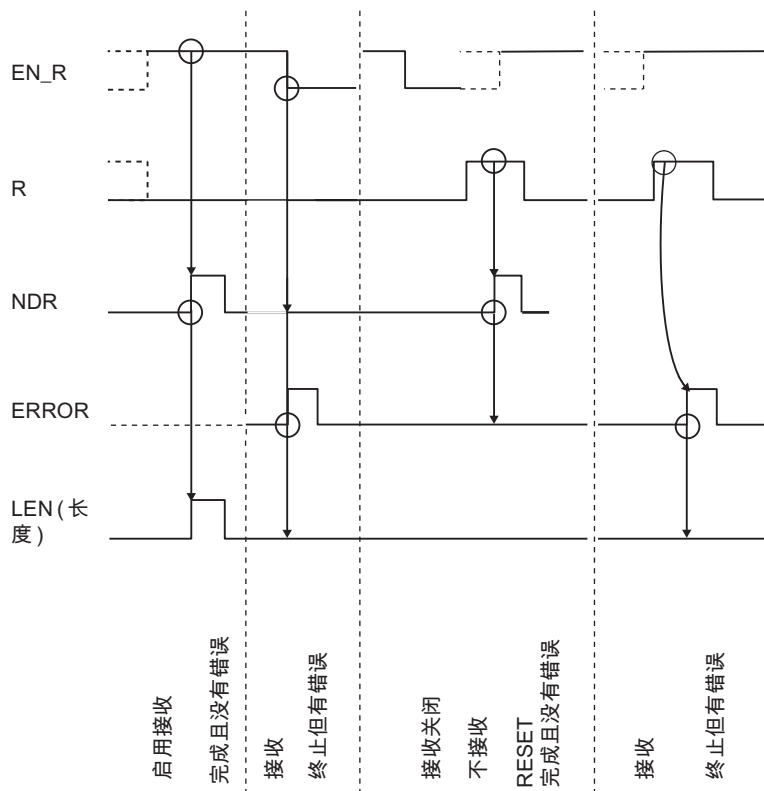 EN_R
R
NDR
ERROR
LEN(长
度)
启用接收
完成且没有错误
接收
终止但有错误
接收关闭
不接收
RESET
完成且没有错误
接收
终止但有错误